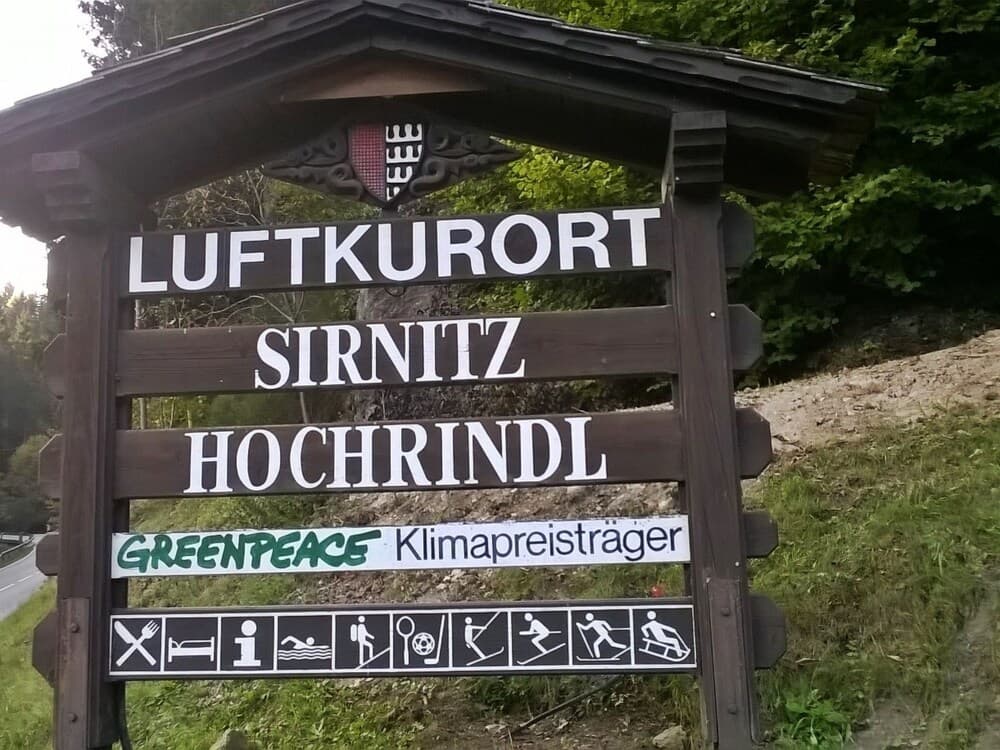 LUFTKURORT
SIRNITZ
HOCHRINDL
GREENPEACE Klimapreisträger